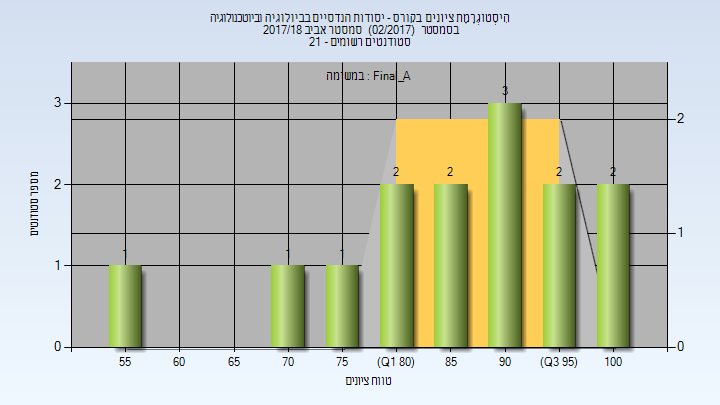 הִיסְטוֹגְרַמַת ציונים בקורס - יסודות הנדסיים בביולוגיה וביוטכנולוגיה
בסמסטר  (02/2017)  סמסטר אביב 2017/18
סטודנטים רשומים - 21
במשימה : Final_A
מספר סטודנטים
3
2
1
0
2
1
0
1
1
1
2
2
3
2
2
55
60
65
70
75
(Q1 80)
85
90
(Q3 95)
100
טווח ציונים